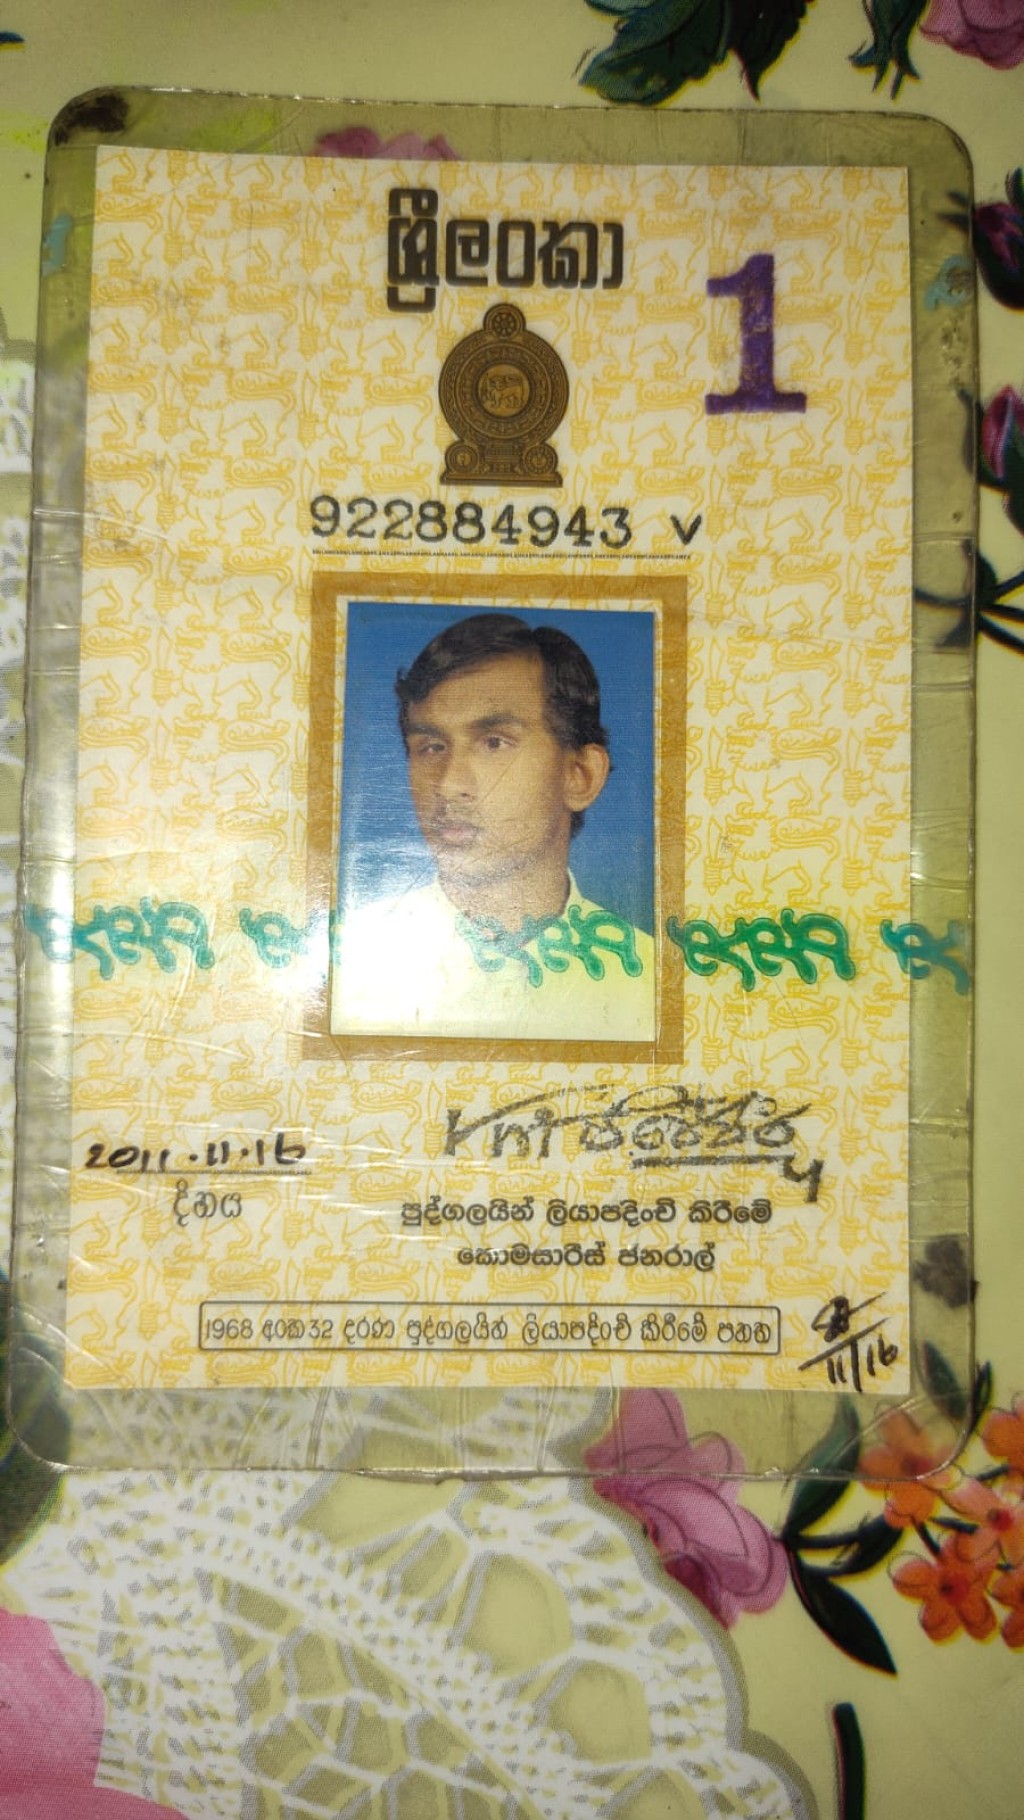 ශ්‍රී ලංකා
1
922884943 V
2011.11.16
දිනය
පුද්ගලයින් ලියාපදිංචි කිරීමේ
කොමසාරිස් ජනරාල්
1968 අංක 32 දරණ පුද්ගලයින් ලියාපදිංචි කිරීමේ පනත
11/16